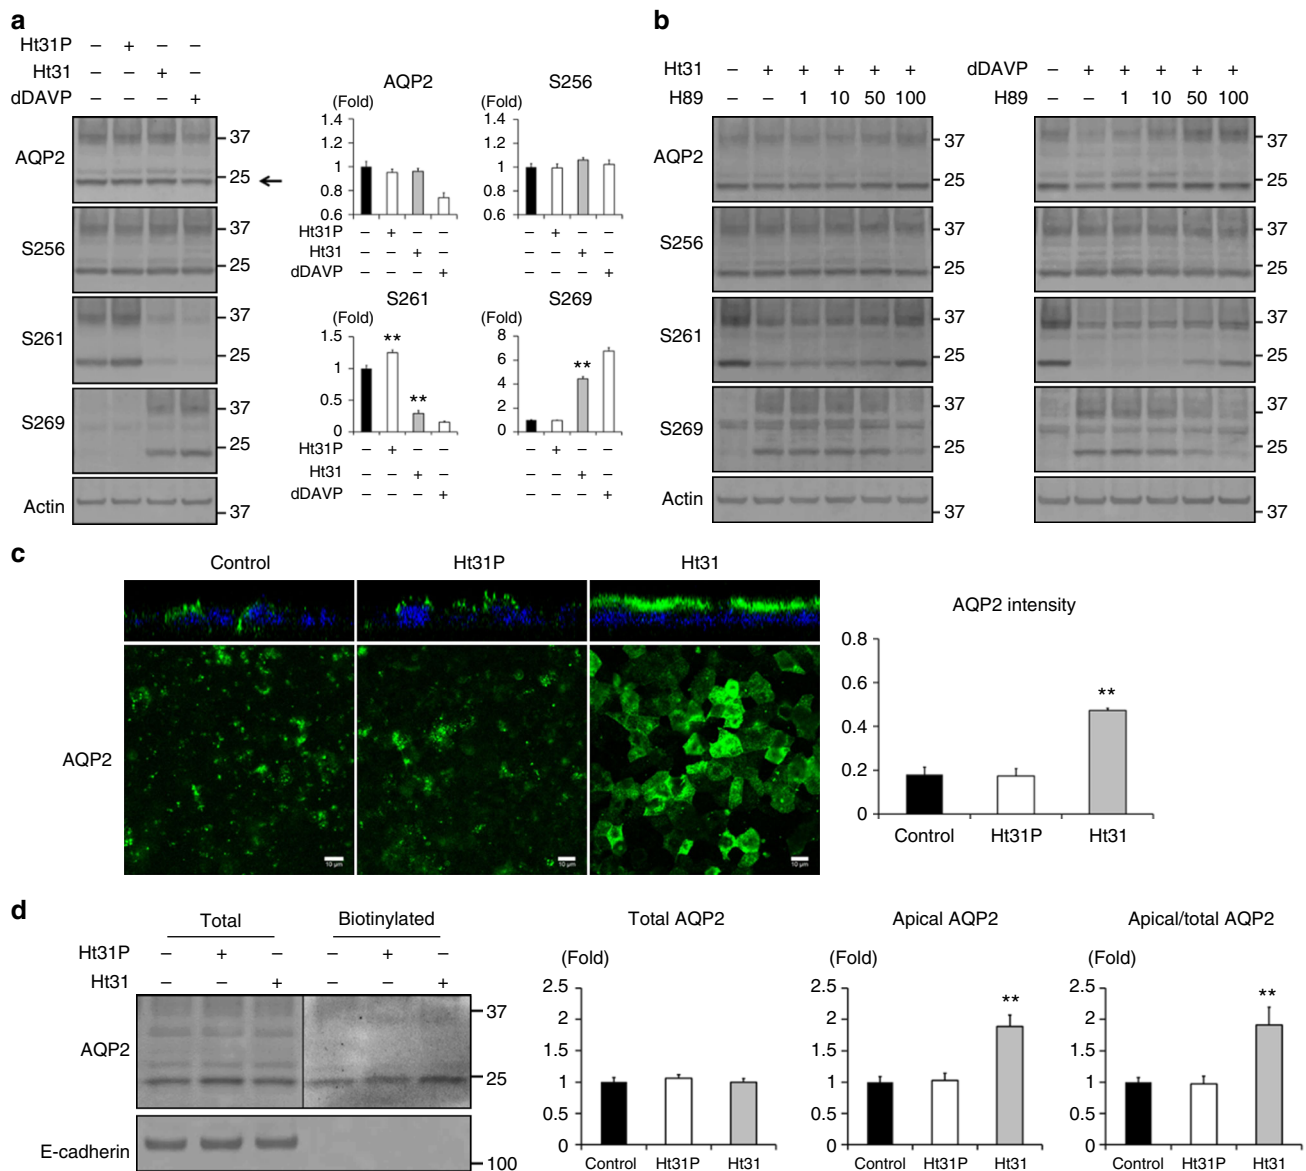 a
Ht31P – + – –
Ht31 – – + –
dDAVP – – – +
AQP2
37
25
S256
37
25
S261
37
25
S269
37
25
Actin
37
AQP2
(Fold)
1.4
1.2
1.0
0.8
0.6
Ht31P – + – –
Ht31 – – + –
dDAVP – – – +
S256
1.4
1.2
1.0
0.8
0.6
– + – –
– – + –
– – – +
S261
(Fold)
1.5
1
0.5
0
**
**
Ht31P – + – –
Ht31 – – + –
dDAVP – – – +
S269
(Fold)
8
6
4
2
0
**
– + – –
– – + –
– – – +
b
Ht31 – + + + + +
H89 – – 1 10 50 100
AQP2
37
25
S256
37
25
S261
37
25
S269
37
25
Actin
37
dDAVP – + + + + +
H89 – – 1 10 50 100
37
25
37
25
37
25
37
25
37
c
Control Ht31P Ht31
AQP2
10 µm
10 µm
10 µm
AQP2 intensity
0.8
0.6
0.4
0.2
0
**
Control Ht31P Ht31
d
Total Biotinylated
Ht31P – + – – + –
Ht31 – – + – – +
AQP2
37
25
E-cadherin
100
Total AQP2
(Fold)
2.5
2
1.5
1
0.5
0
Control Ht31P Ht31
Apical AQP2
(Fold)
2.5
2
1.5
1
0.5
0
**
Control Ht31P Ht31
Apical/total AQP2
(Fold)
2.5
2
1.5
1
0.5
0
**
Control Ht31P Ht31